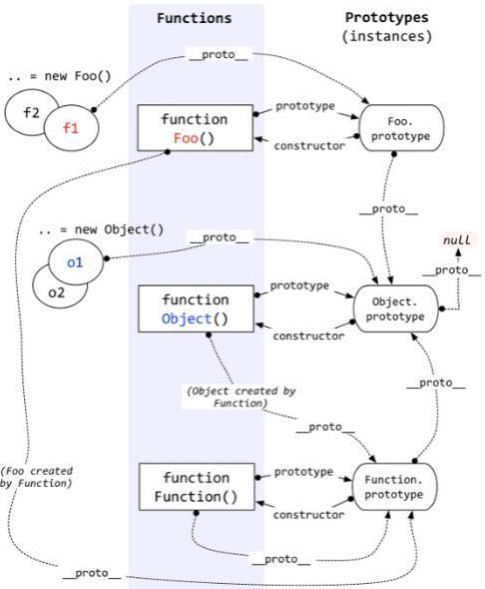 Functions
Prototypes
(instances)
__proto__
.. = new Foo()
f2
f1
function
Foo()
prototype
constructor
Foo.
prototype
__proto__
.. = new Object()
__proto__
null
__proto__
o1
o2
function
Object()
prototype
constructor
Object.
prototype
(Object created by
Function)
__proto__
__proto__
(Foo created
by Function)
function
Function()
prototype
constructor
Function.
prototype
__proto__
__proto__